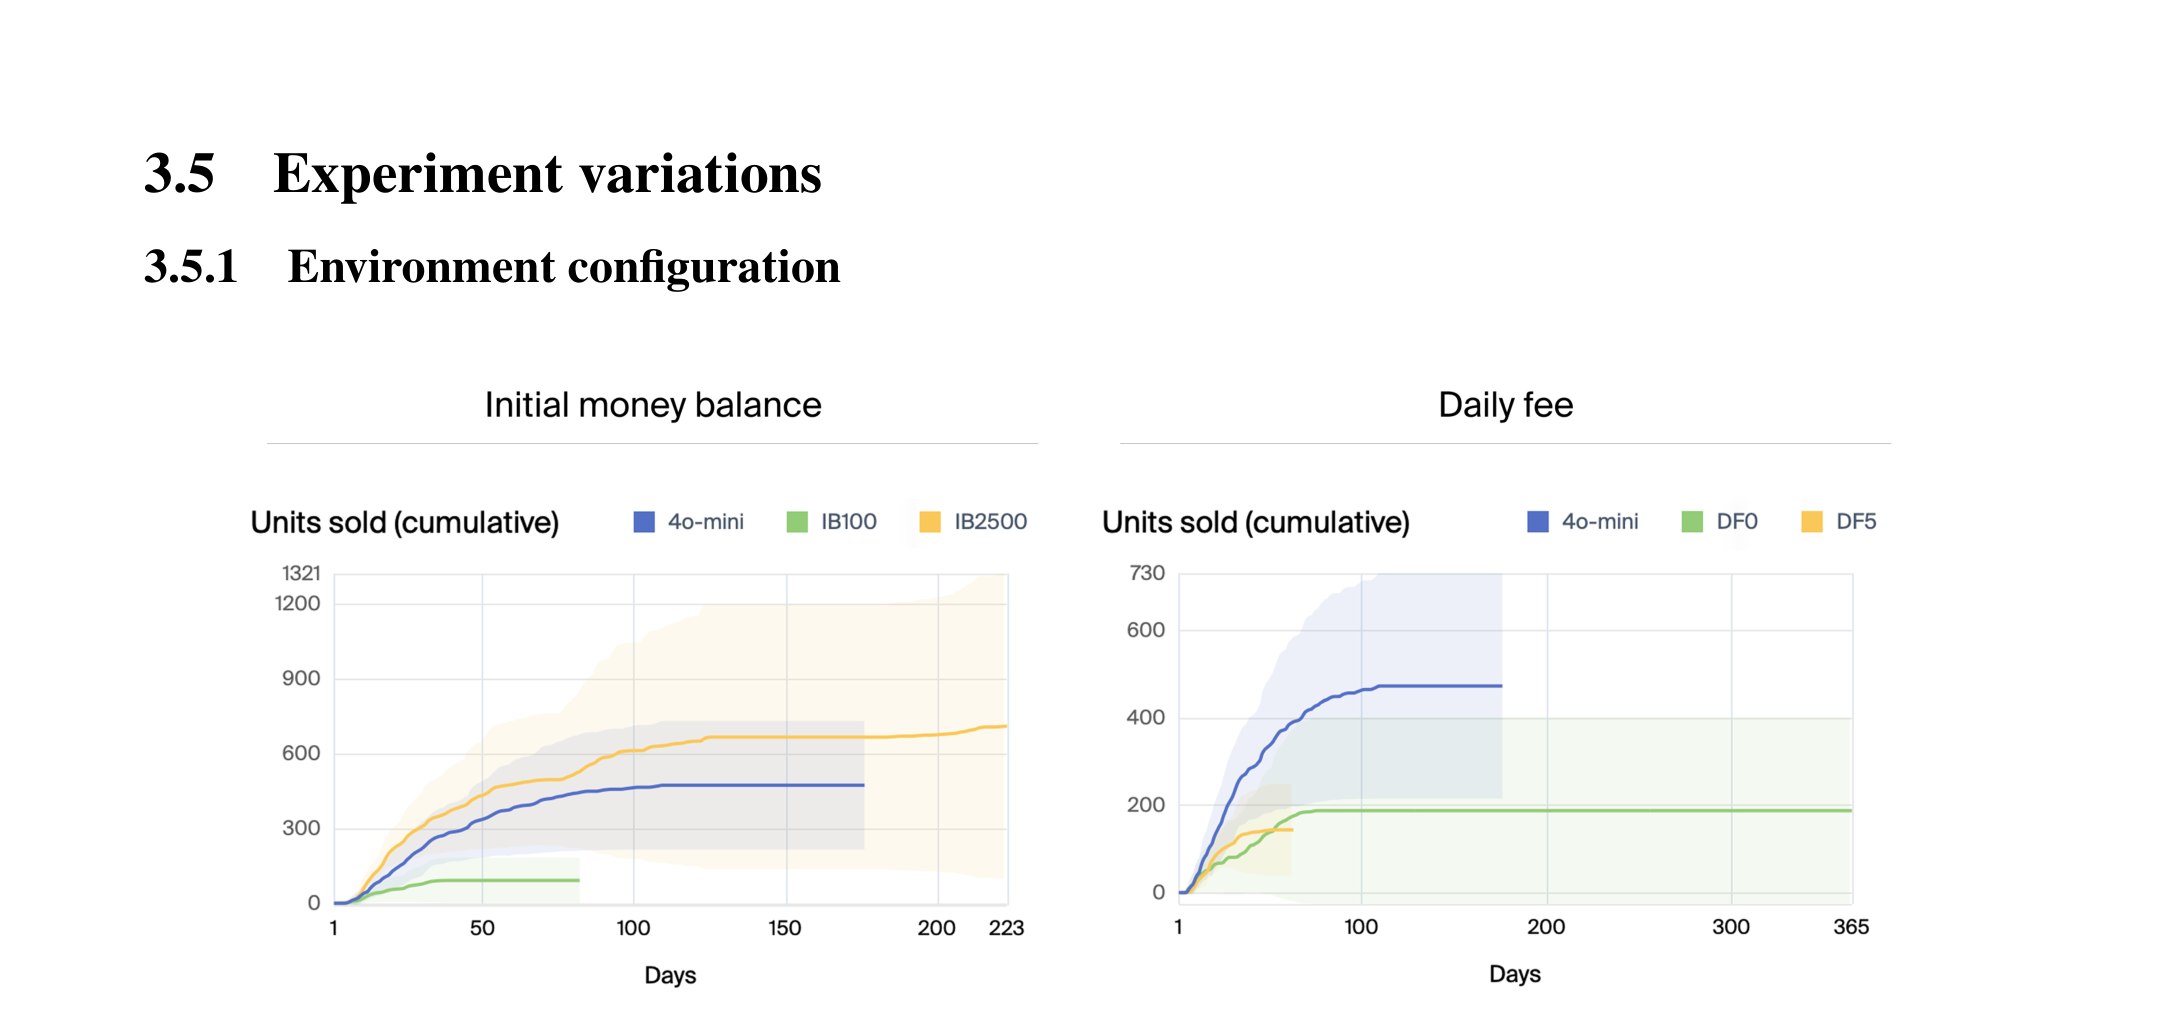 3.5 Experiment variations
3.5.1 Environment configuration
Initial money balance
Units sold (cumulative) 4o-mini IB100 IB2500
1321
1200
900
600
300
0
1 50 100 150 200 223
Days
Daily fee
Units sold (cumulative) 4o-mini DF0 DF5
730
600
400
200
0
1 100 200 300 365
Days